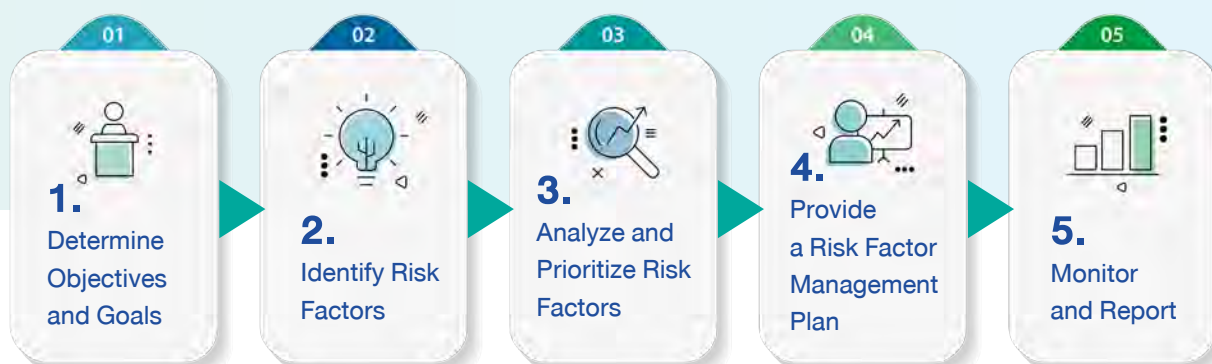 01
1.
Determine
Objectives
and Goals
02
2.
Identify Risk
Factors
03
3.
Analyze and
Prioritize Risk
Factors
04
4.
Provide
a Risk Factor
Management
Plan
05
5.
Monitor
and Report